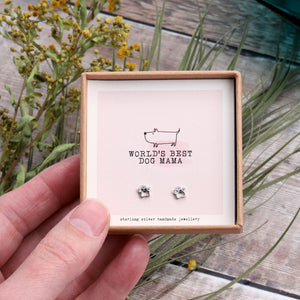 WORLD'S BEST
DOG MAMA
sterling silver handmade jewellery